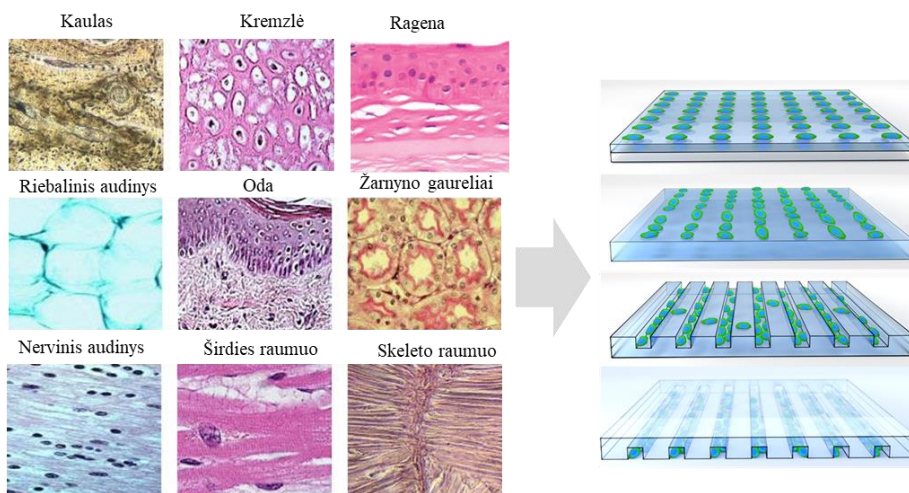 Kaulas
Kremzlė
Ragena
Riebalinis audinys
Oda
Žarnyno gaureliai
Nervinis audinys
Širdies raumuo
Skeleto raumuo